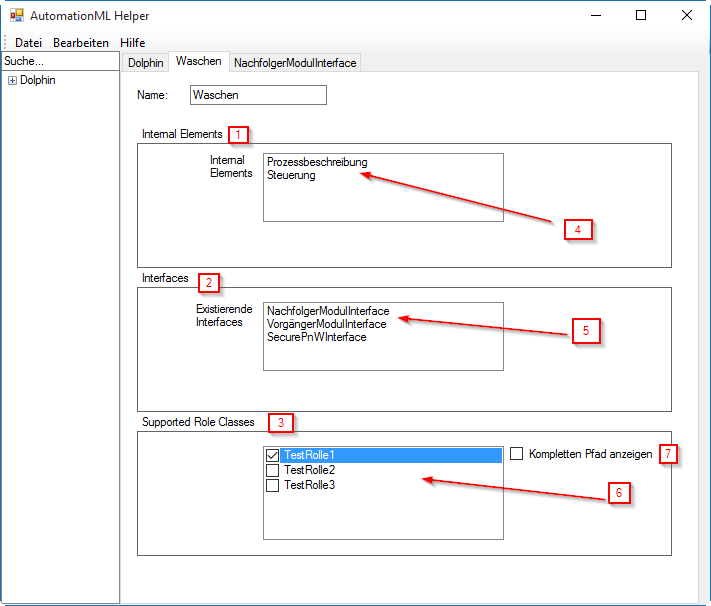 AutomationML Helper
Datei Bearbeiten Hilfe
Suche...
Dolphin
Dolphin Waschen NachfolgerModulInterface
Name: Waschen
Internal Elements 1
Internal
Elements
Prozessbeschreibung
Steuerung
4
Interfaces 2
Existierende
Interfaces
NachfolgerModulInterface
VorgängerModulInterface
SecurePnWInterface
5
Supported Role Classes 3
TestRolle1
TestRolle2
TestRolle3
Kompletten Pfad anzeigen 7
6